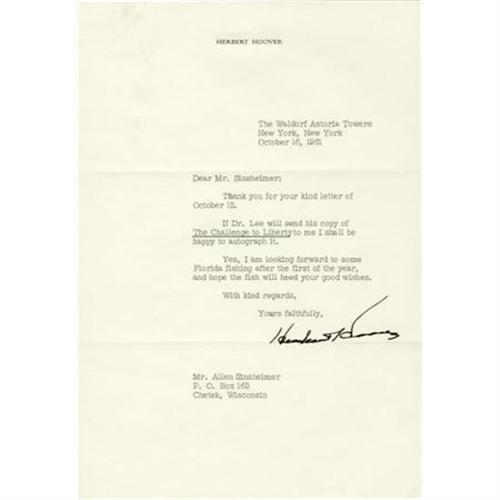 HERBERT HOOVER
The Waldorf Astoria Towers
New York, New York
October 16, 1961
Dear Mr. Sinsheimer:
Thank you for your kind letter of
October 12.
If Dr. Lee will send his copy of
The Challenge to Liberty to me I shall be
happy to autograph it.
Yes, I am looking forward to some
Florida fishing after the first of the year,
and hope the fish will heed your good wishes.
With kind regards,
Yours faithfully,
Herbert Hoover
Mr. Allen Sinsheimer
P. O. Box 163
Chetek, Wisconsin